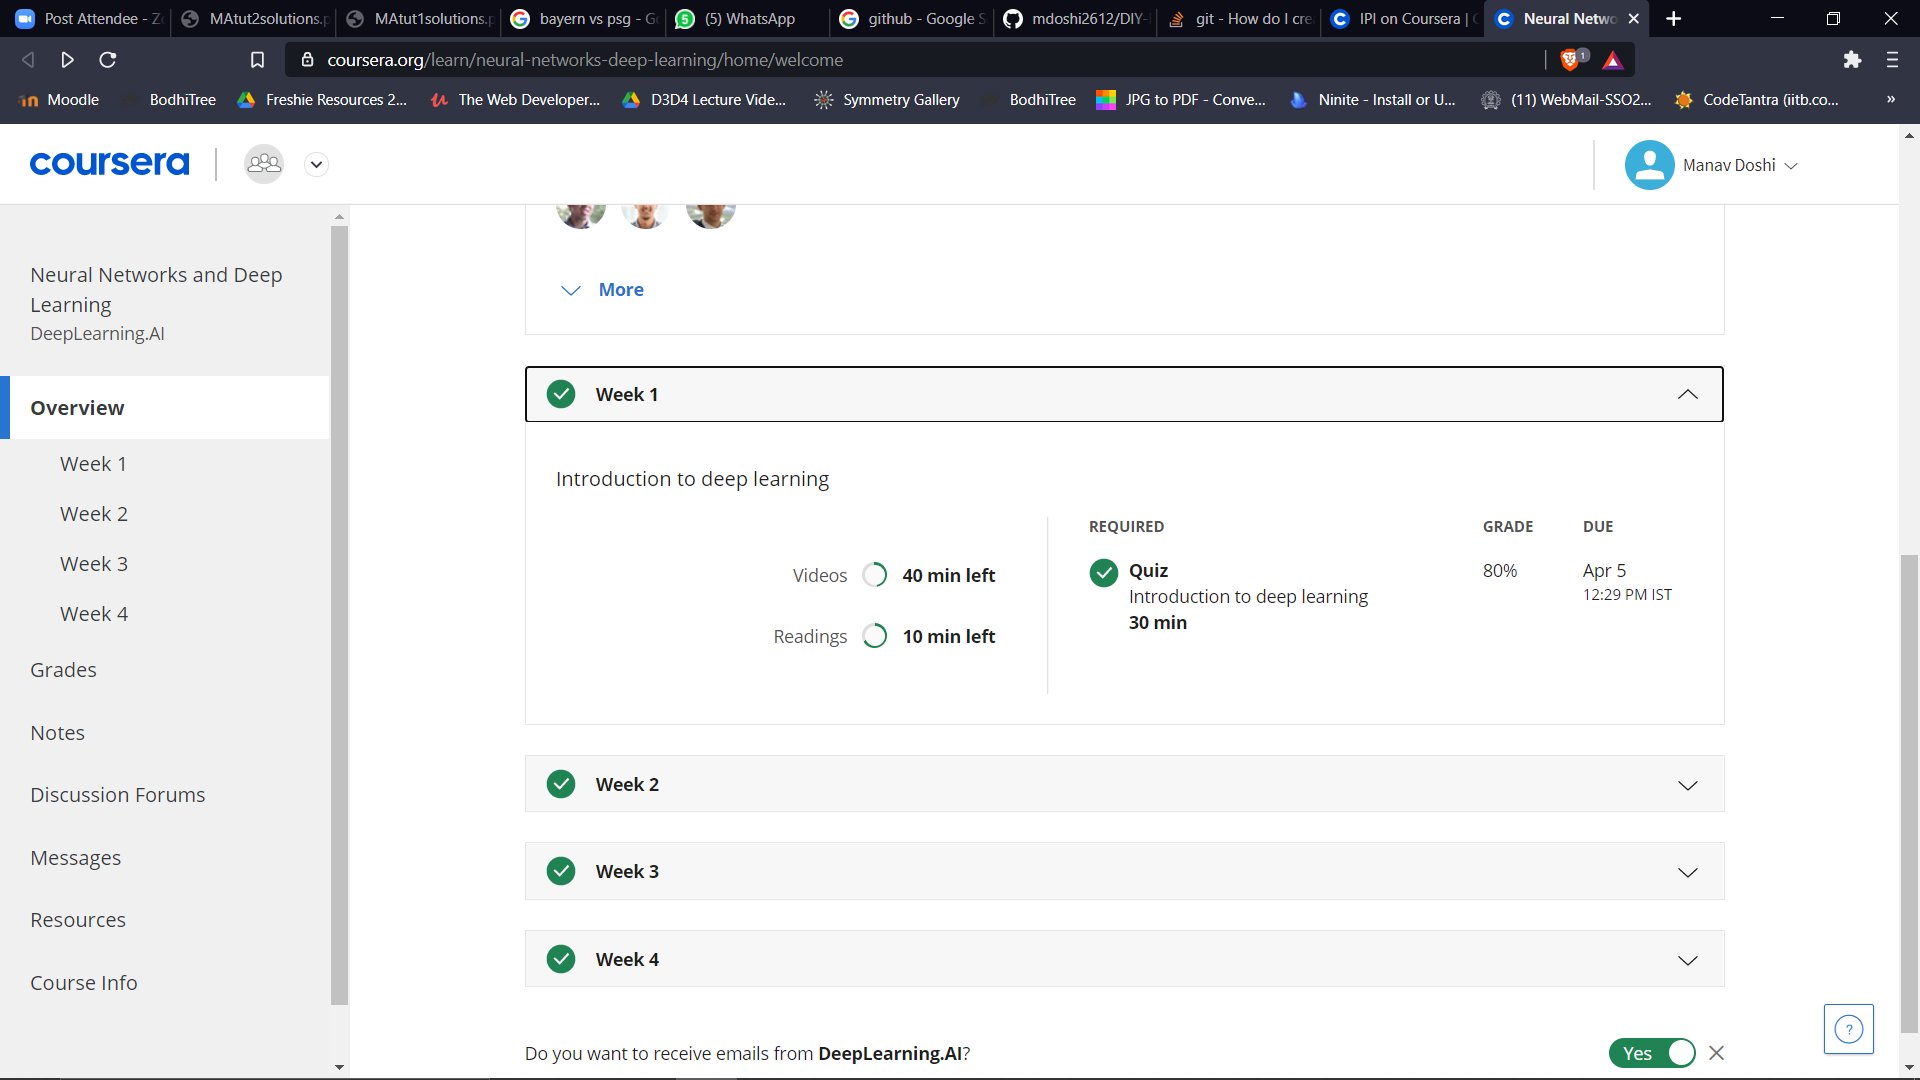 Post Attendee - Z
MAtut2solutions.p
MAtut1solutions.p
bayern vs psg - G
(5) WhatsApp
github - Google S
mdoshi2612/DIY-
git - How do I cre
IPI on Coursera |
Neural Netwo
coursera.org/learn/neural-networks-deep-learning/home/welcome
1
Moodle
BodhiTree
Freshie Resources 2...
The Web Developer...
D3D4 Lecture Vide...
Symmetry Gallery
BodhiTree
JPG to PDF - Conve...
Ninite - Install or U...
(11) WebMail-SSO2...
CodeTantra (iitb.co...
»
coursera
Manav Doshi
Neural Networks and Deep
Learning
DeepLearning.AI
Overview
Week 1
Week 2
Week 3
Week 4
Grades
Notes
Discussion Forums
Messages
Resources
Course Info
More
Week 1
Introduction to deep learning
Videos 40 min left
Readings 10 min left
REQUIRED GRADE DUE
Quiz 80% Apr 5
Introduction to deep learning 12:29 PM IST
30 min
Week 2
Week 3
Week 4
Do you want to receive emails from DeepLearning.AI?
Yes
?